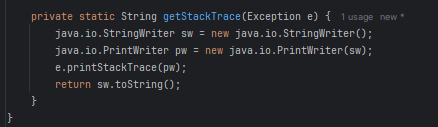 private static String getStackTrace(Exception e) { 1 usage new *
java.io.StringWriter sw = new java.io.StringWriter();
java.io.PrintWriter pw = new java.io.PrintWriter(sw);
e.printStackTrace(pw);
return sw.toString();
}
}